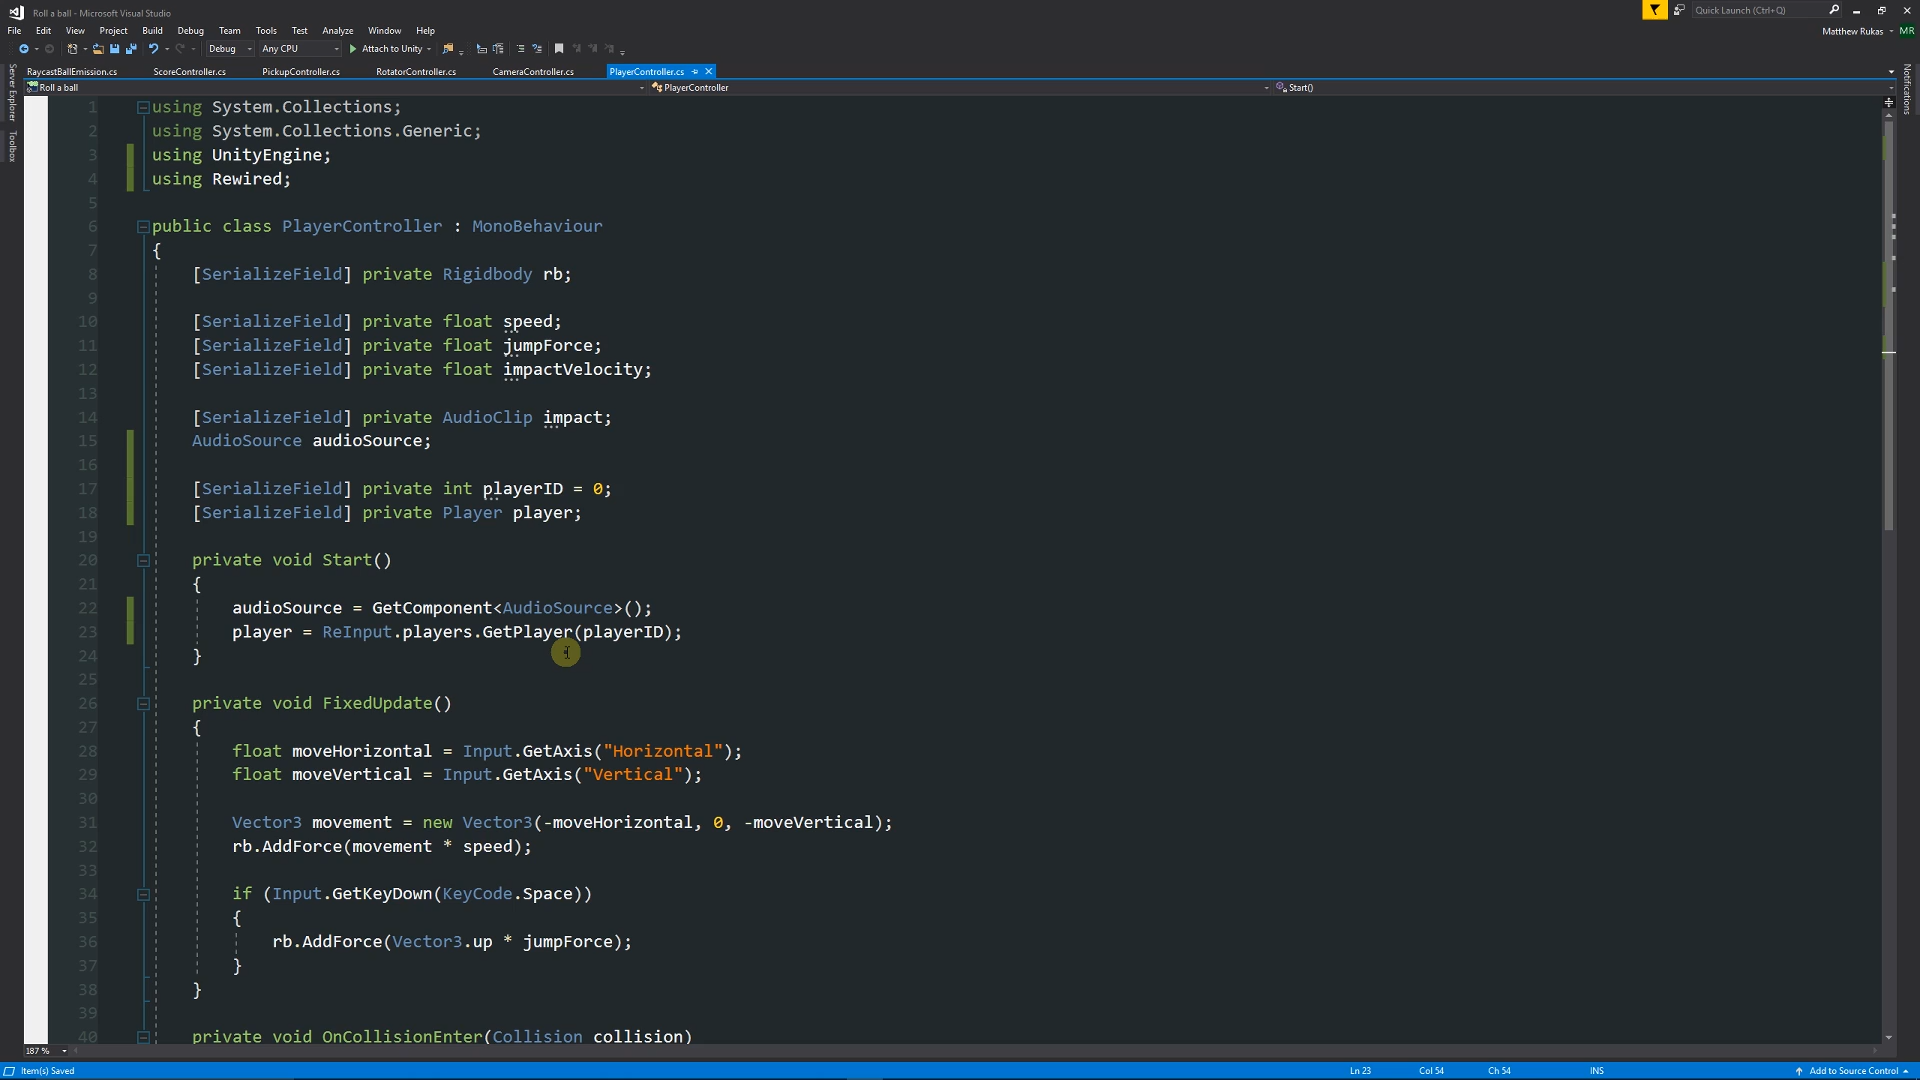 Roll a ball - Microsoft Visual Studio
Quick Launch (Ctrl+Q)
File Edit View Project Build Debug Team Tools Test Analyze Window Help
Matthew Rukas MR
Debug Any CPU Attach to Unity
RaycastBallEmission.cs ScoreController.cs PickupController.cs RotatorController.cs CameraController.cs PlayerController.cs
Roll a ball PlayerController Start()
Server Explorer
Toolbox
Notifications
1 using System.Collections;
2 using System.Collections.Generic;
3 using UnityEngine;
4 using Rewired;
5
6 public class PlayerController : MonoBehaviour
7 {
8 [SerializeField] private Rigidbody rb;
9
10 [SerializeField] private float speed;
11 [SerializeField] private float jumpForce;
12 [SerializeField] private float impactVelocity;
13
14 [SerializeField] private AudioClip impact;
15 AudioSource audioSource;
16
17 [SerializeField] private int playerID = 0;
18 [SerializeField] private Player player;
19
20 private void Start()
21 {
22 audioSource = GetComponent<AudioSource>();
23 player = ReInput.players.GetPlayer(playerID);
24 }
25
26 private void FixedUpdate()
27 {
28 float moveHorizontal = Input.GetAxis("Horizontal");
29 float moveVertical = Input.GetAxis("Vertical");
30
31 Vector3 movement = new Vector3(-moveHorizontal, 0, -moveVertical);
32 rb.AddForce(movement * speed);
33
34 if (Input.GetKeyDown(KeyCode.Space))
35 {
36 rb.AddForce(Vector3.up * jumpForce);
37 }
38 }
39
40 private void OnCollisionEnter(Collision collision)
187 %
Item(s) Saved Ln 23 Col 54 Ch 54 INS Add to Source Control